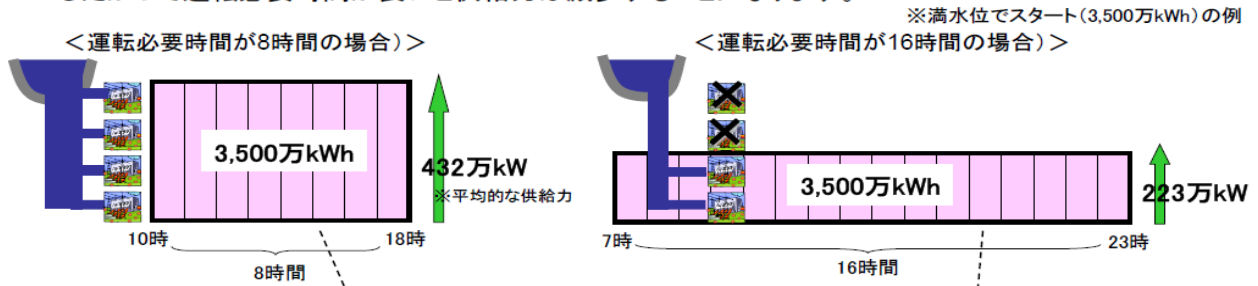 ※満水位でスタート(3,500万kWh)の例
＜運転必要時間が8時間の場合)＞
＜運転必要時間が16時間の場合)＞
3,500万kWh
432万kW
※平均的な供給力
10時
18時
8時間
3,500万kWh
223万kW
7時
23時
16時間